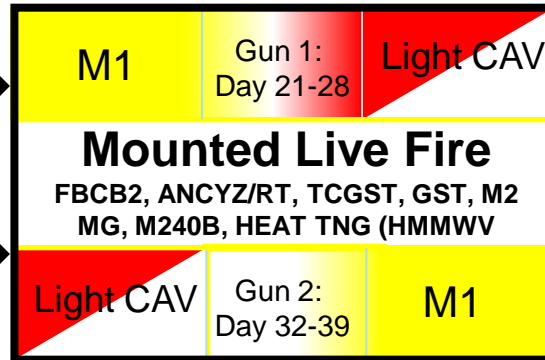 M1
Gun 1:
Day 21-28
Light CAV
Mounted Live Fire
FBCB2, ANCYZ/RT, TCGST, GST, M2
MG, M240B, HEAT TNG (HMMWV
Light CAV
Gun 2:
Day 32-39
M1